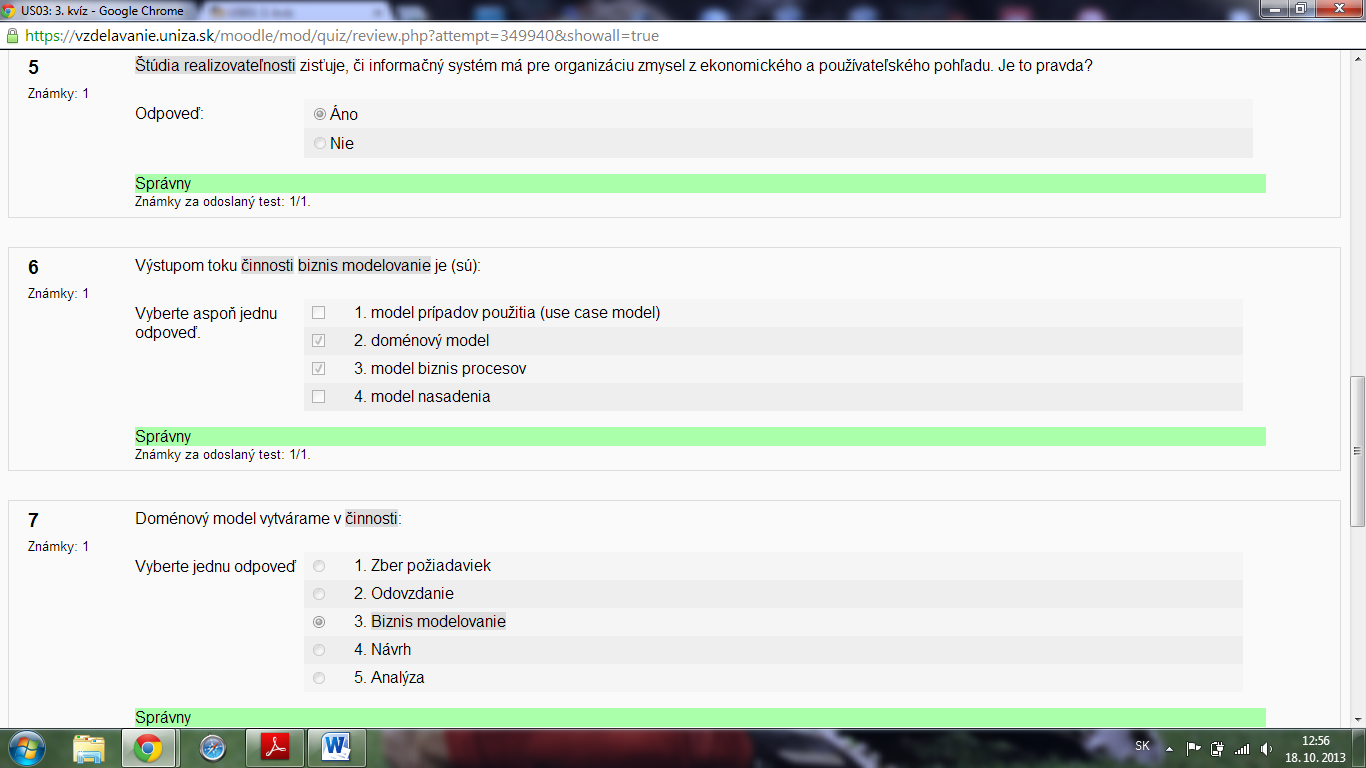 US03: 3. kvíz - Google Chrome
https://vzdelavanie.uniza.sk/moodle/mod/quiz/review.php?attempt=349940&showall=true
5
Štúdia realizovateľnosti zisťuje, či informačný systém má pre organizáciu zmysel z ekonomického a používateľského pohľadu. Je to pravda?
Známky: 1
Odpoveď:
Áno
Nie
Správny
Známky za odoslaný test: 1/1.
6
Výstupom toku činnosti biznis modelovanie je (sú):
Známky: 1
Vyberte aspoň jednu
odpoveď.
1. model prípadov použitia (use case model)
2. doménový model
3. model biznis procesov
4. model nasadenia
Správny
Známky za odoslaný test: 1/1.
7
Doménový model vytvárame v činnosti:
Známky: 1
Vyberte jednu odpoveď
1. Zber požiadaviek
2. Odovzdanie
3. Biznis modelovanie
4. Návrh
5. Analýza
Správny
SK
12:56
18. 10. 2013